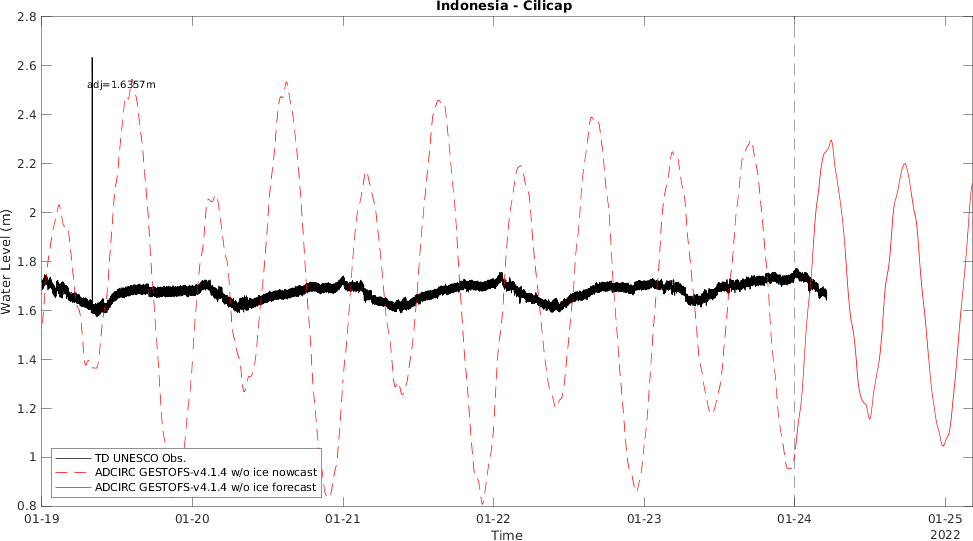 Indonesia - Cilicap
2.8
2.6
2.4
2.2
2
1.8
1.6
1.4
1.2
1
0.8
Water Level (m)
adj=1.6357m
TD UNESCO Obs.
ADCIRC GESTOFS-v4.1.4 w/o ice nowcast
ADCIRC GESTOFS-v4.1.4 w/o ice forecast
01-19
01-20
01-21
01-22
01-23
01-24
01-25
Time
2022